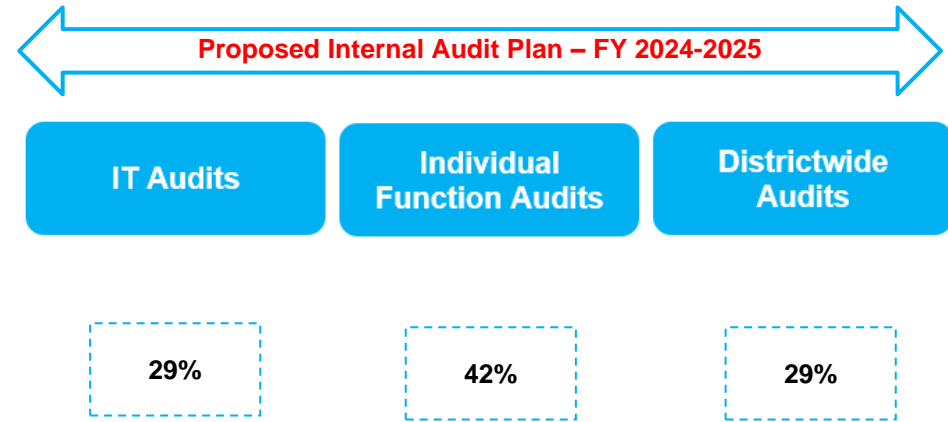 Proposed Internal Audit Plan – FY 2024-2025
IT Audits
Individual
Function Audits
Districtwide
Audits
29%
42%
29%